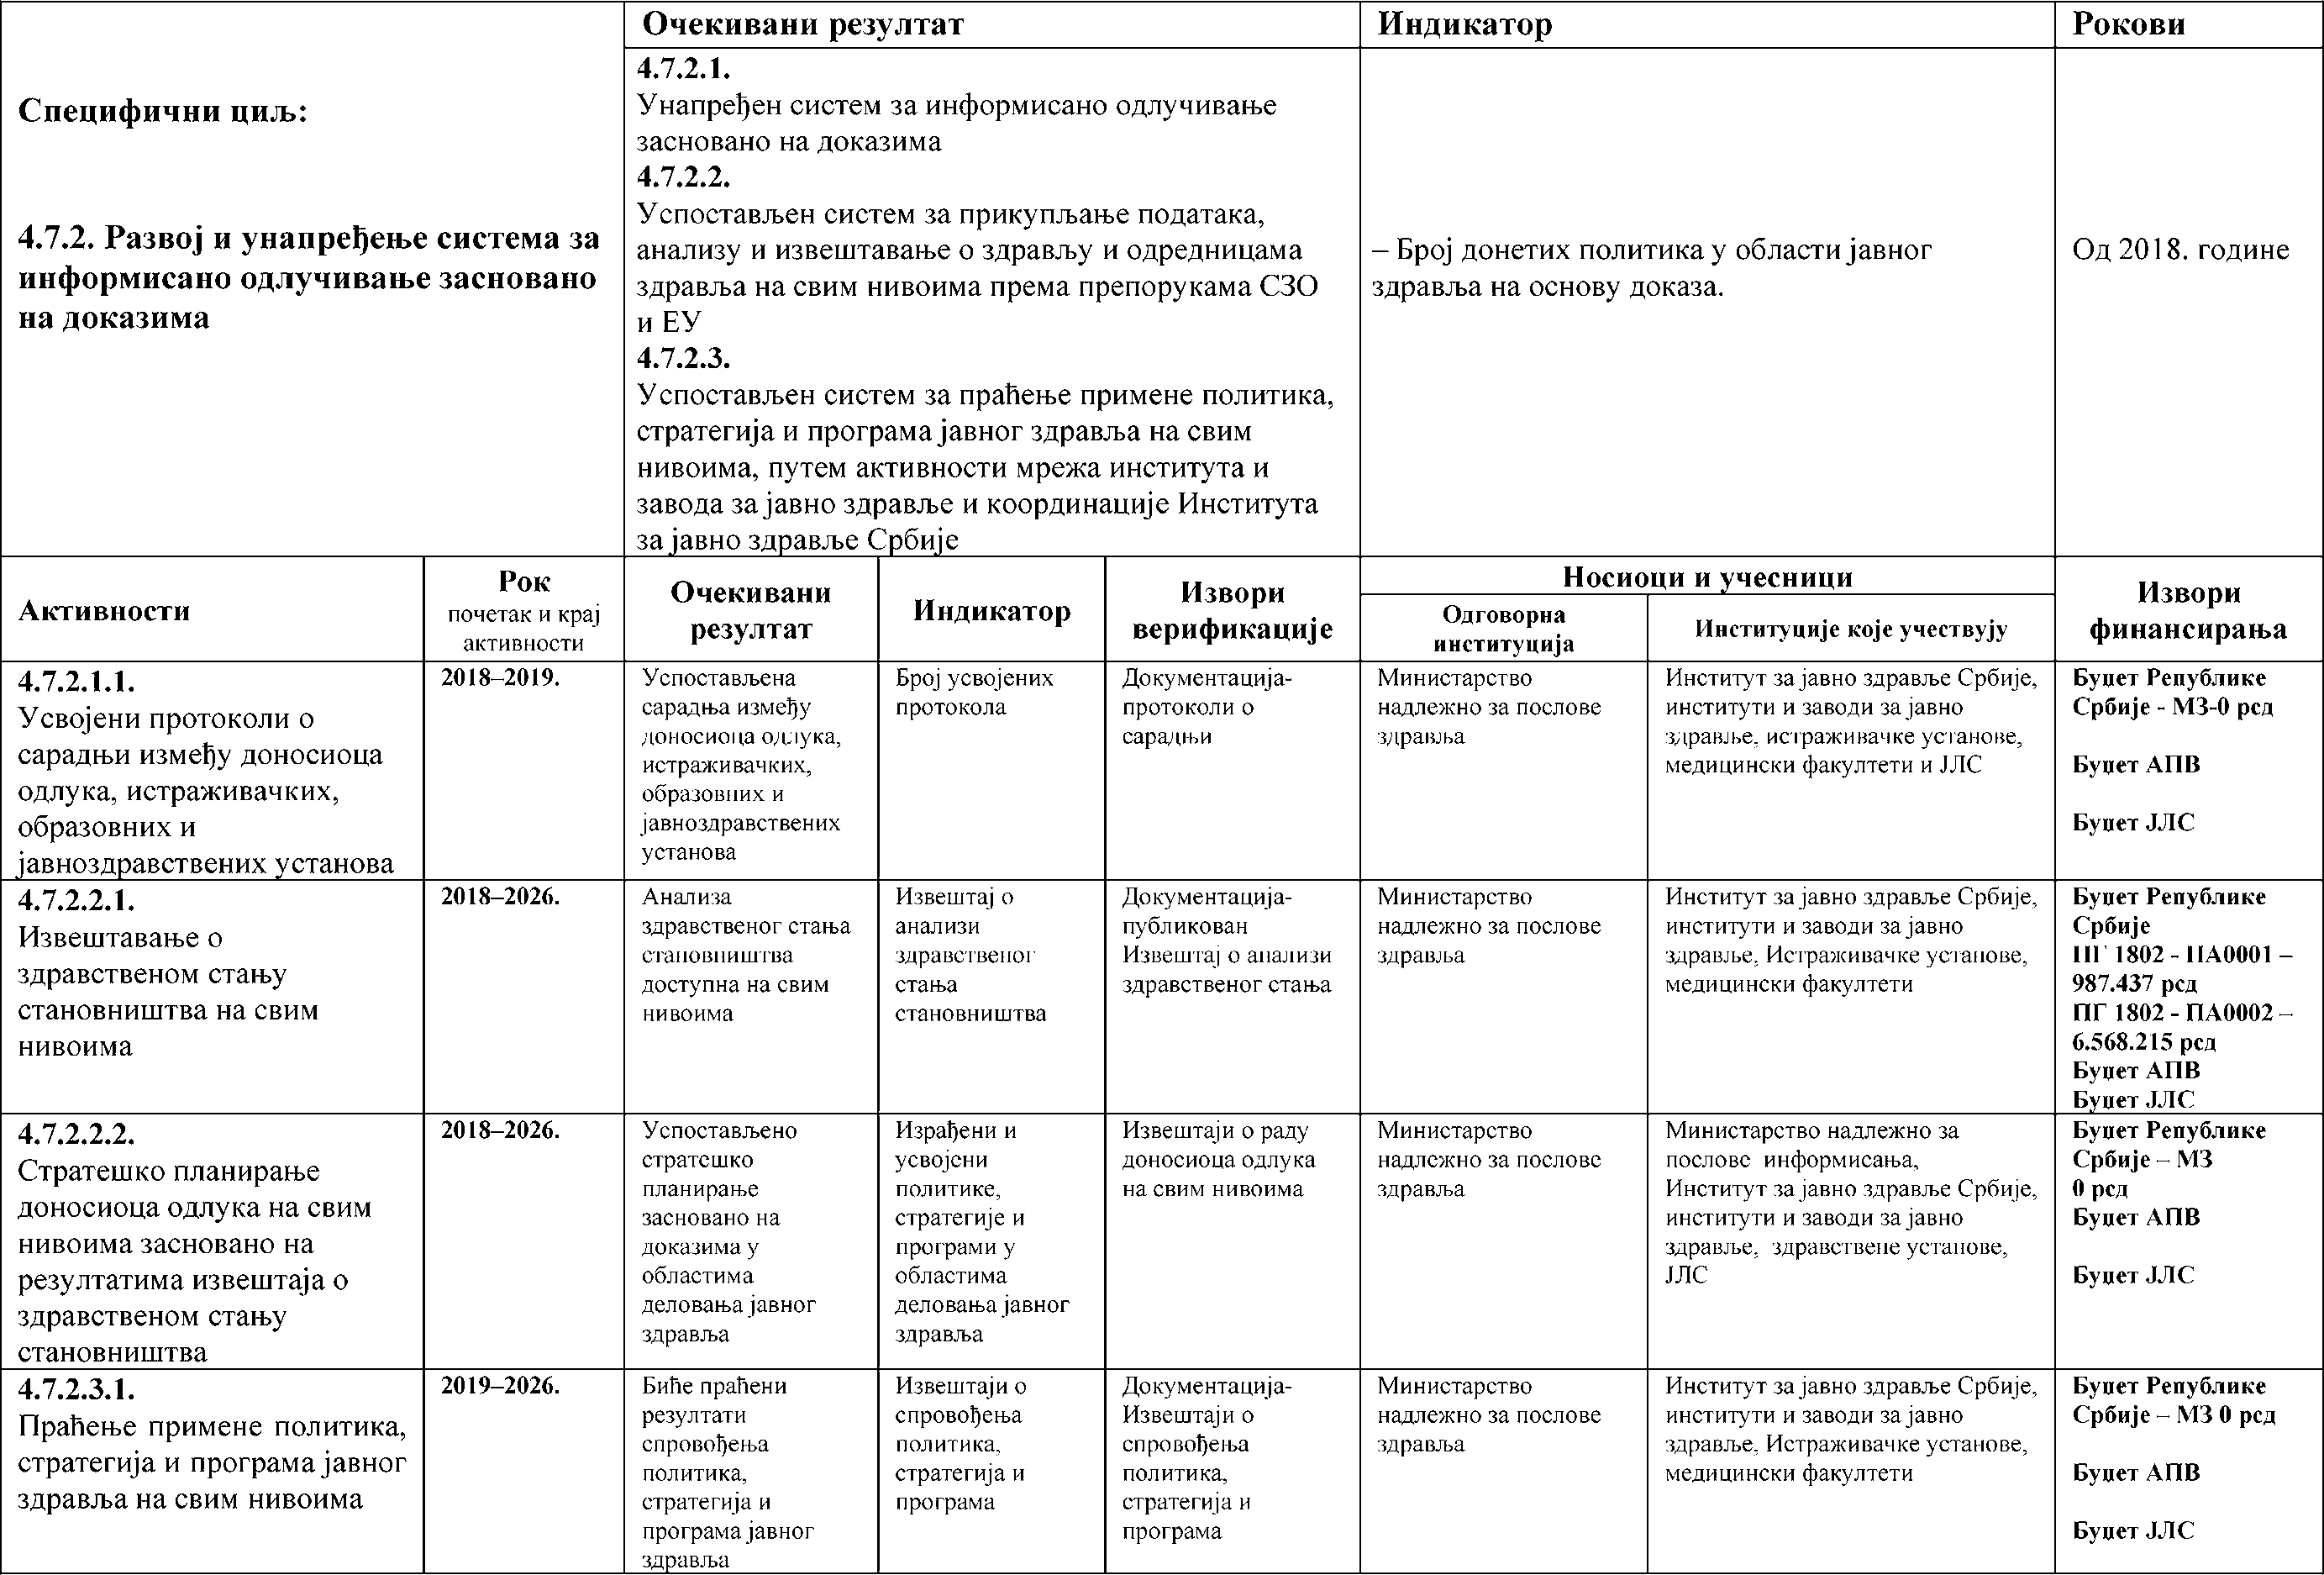 Специфични циљ:
4.7.2. Развој и унапређење система за
информисано одлучивање засновано
на доказима
Очекивани резултат
4.7.2.1.
Унапређен систем за информисано одлучивање
засновано на доказима
4.7.2.2.
Успостављен систем за прикупљање података,
анализу и извештавање о здрављу и одредницама
здравља на свим нивоима према препорукама СЗО
и ЕУ
4.7.2.3.
Успостављен систем за праћење примене политика,
стратегија и програма јавног здравља на свим
нивоима, путем активности мрежа института и
завода за јавно здравље и координације Института
за јавно здравље Србије
Индикатор
– Број донетих политика у области јавног
здравља на основу доказа.
Рокови
Од 2018. године
Активности
Рок
почетак и крај
активности
Очекивани
резултат
Индикатор
Извори
верификације
Носиоци и учесници
Одговорна
институција
Институције које учествују
Извори
финансирања
4.7.2.1.1.
Усвојени протоколи о
сарадњи између доносиоца
одлука, истраживачких,
образовних и
јавноздравствених установа
2018–2019.
Успостављена
сарадња између
доносиоца одлука,
истраживачких,
образовних и
јавноздравствених
установа
Број усвојених
протокола
Документација-
протоколи о
сарадњи
Министарство
надлежно за послове
здравља
Институт за јавно здравље Србије,
институти и заводи за јавно
здравље, истраживачке установе,
медицински факултети и ЈЛС
Буџет Републике
Србије - МЗ-0 рсд
Буџет АПВ
Буџет ЈЛС
4.7.2.2.1.
Извештавање о
здравственом стању
становништва на свим
нивоима
2018–2026.
Анализа
здравственог стања
становништва
доступна на свим
нивоима
Извештај о
анализи
здравственог
стања
становништва
Документација-
публикован
Извештај о анализи
здравственог стања
Министарство
надлежно за послове
здравља
Институт за јавно здравље Србије,
институти и заводи за јавно
здравље, Истраживачке установе,
медицински факултети
Буџет Републике
Србије
ПГ 1802 - ПА0001 –
987.437 рсд
ПГ 1802 - ПА0002 –
6.568.215 рсд
Буџет АПВ
Буџет ЈЛС
4.7.2.2.2.
Стратешко планирање
доносиоца одлука на свим
нивоима засновано на
резултатима извештаја о
здравственом стању
становништва
2018–2026.
Успостављено
стратешко
планирање
засновано на
доказима у
областима
деловања јавног
здравља
Израђени и
усвојени
политике,
стратегије и
програми у
областима
деловања јавног
здравља
Извештаји о раду
доносиоца одлука
на свим нивоима
Министарство
надлежно за послове
здравља
Министарство надлежно за
послове  информисања,
Институт за јавно здравље Србије,
институти и заводи за јавно
здравље,  здравствене установе,
ЈЛС
Буџет Републике
Србије – МЗ
0 рсд
Буџет АПВ
Буџет ЈЛС
4.7.2.3.1.
Праћење примене политика,
стратегија и програма јавног
здравља на свим нивоима
2019–2026.
Биће праћени
резултати
спровођења
политика,
стратегија и
програма јавног
здравља
Извештаји о
спровођења
политика,
стратегија и
програма
Документација-
Извештаји о
спровођења
политика,
стратегија и
програма
Министарство
надлежно за послове
здравља
Институт за јавно здравље Србије,
институти и заводи за јавно
здравље, Истраживачке установе,
медицински факултети
Буџет Републике
Србије – МЗ 0 рсд
Буџет АПВ
Буџет ЈЛС